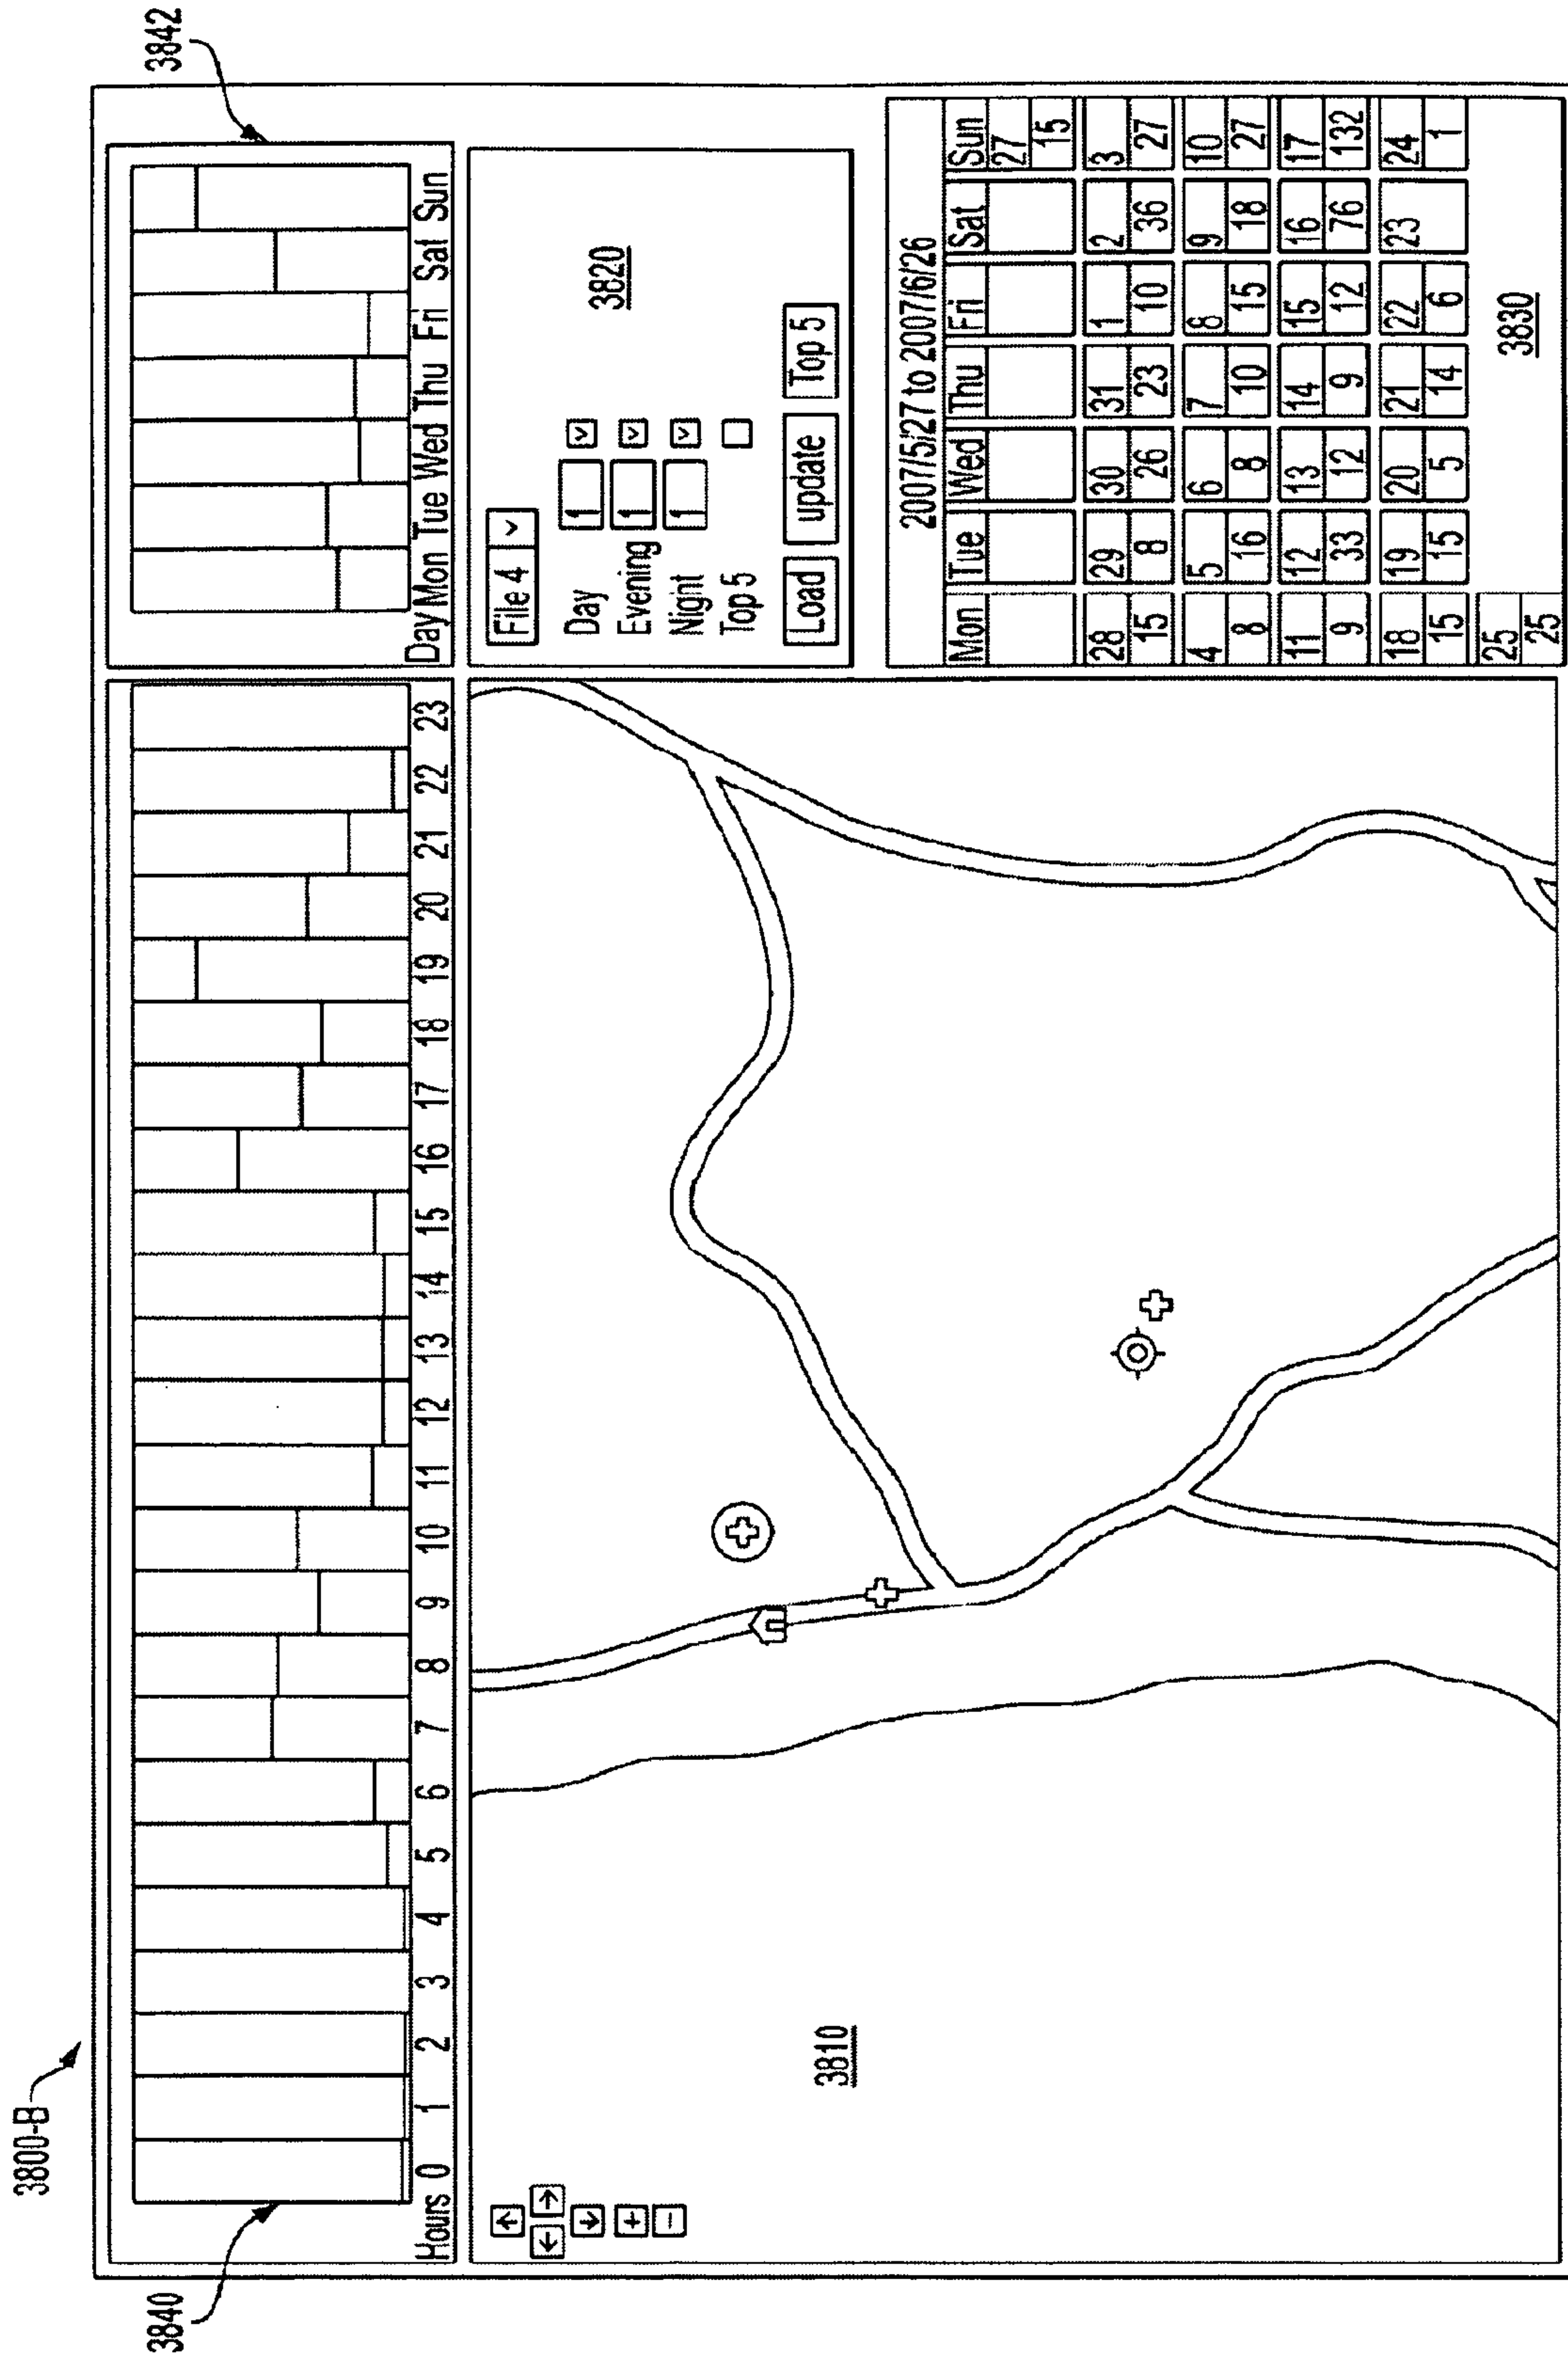 3800-B
3840
3842
Hours 0 1 2 3 4 5 6 7 8 9 10 11 12 13 14 15 16 17 18 19 20 21 22 23
Day Mon Tue Wed Thu Fri Sat Sun
3810
File 4
Day 1
Evening 1
Night 1
Top 5
Load update Top 5
3820
2007/5/27 to 2007/6/26
Mon Tue Wed Thu Fri Sat Sun
27
15
28 29 30 31 1 2 3
15 8 26 23 10 36 27
4 5 6 7 8 9 10
8 16 8 10 15 18 27
11 12 13 14 15 16 17
9 33 12 9 12 76 132
18 19 20 21 22 23 24
15 15 5 14 6 1
25
25
3830